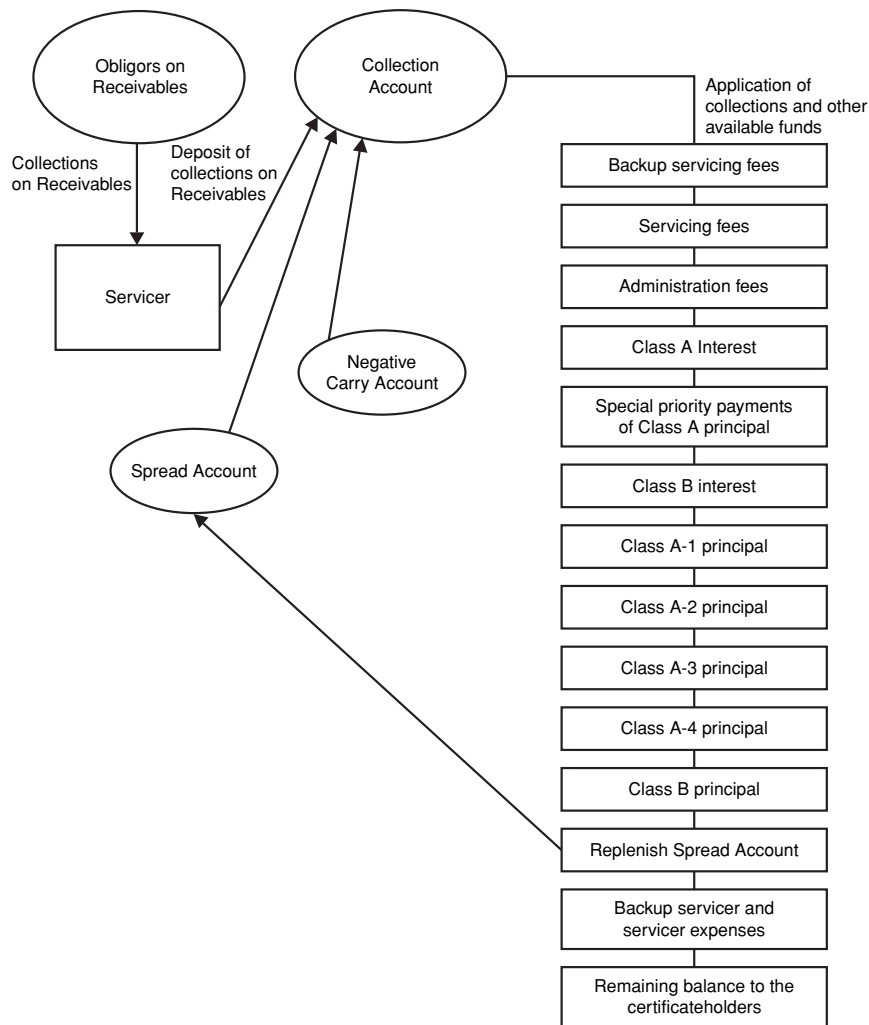 Obligors on
Receivables
Collection
Account
Application of
collections and other
available funds
Collections
on Receivables
Deposit of
collections on
Receivables
Servicer
Negative
Carry Account
Spread Account
Backup servicing fees
Servicing fees
Administration fees
Class A Interest
Special priority payments
of Class A principal
Class B interest
Class A-1 principal
Class A-2 principal
Class A-3 principal
Class A-4 principal
Class B principal
Replenish Spread Account
Backup servicer and
servicer expenses
Remaining balance to the
certificateholders